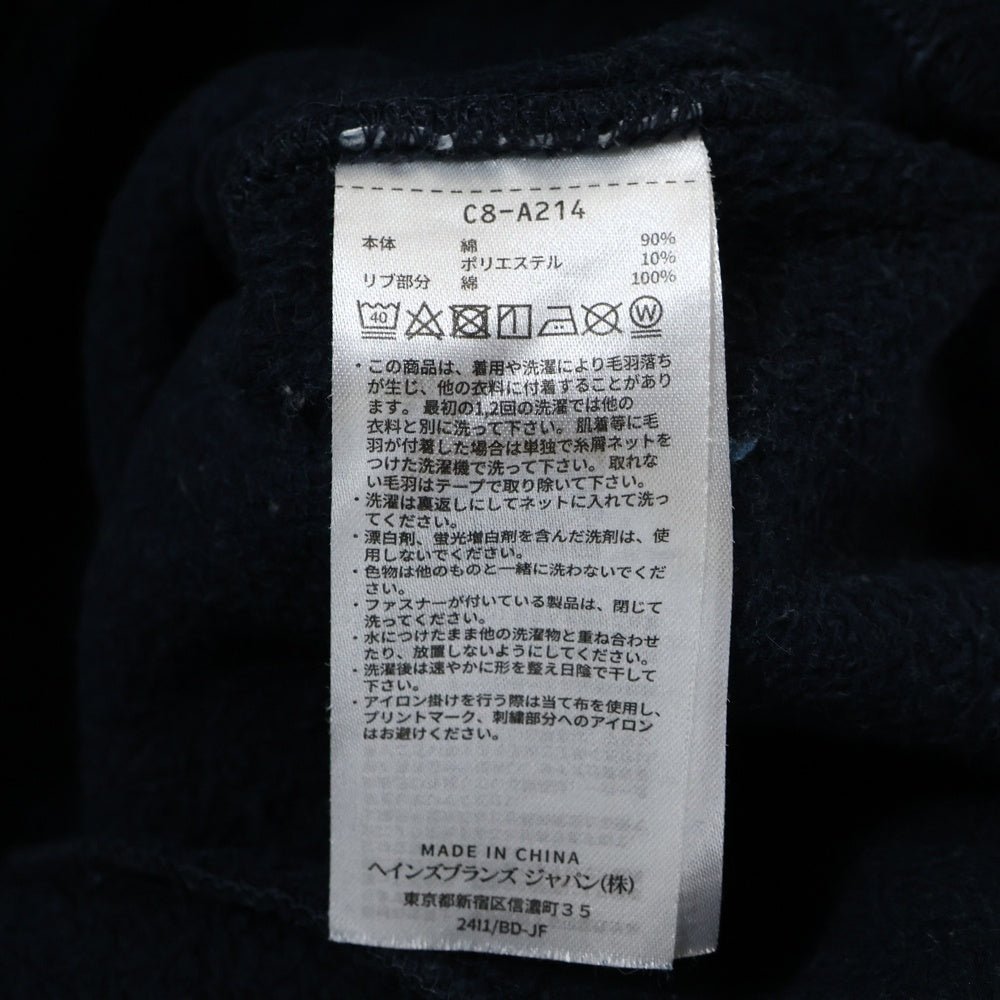 C8-A214
本体 綿 90%
ポリエステル 10%
リブ部分 綿 100%
40 W
・この商品は、着用や洗濯により毛羽落ち
が生じ、他の衣料に付着することがあり
ます。最初の1,2回の洗濯では他の
衣料と別に洗って下さい。肌着等に毛
羽が付着した場合は単独で糸屑ネットを
つけた洗濯機で洗って下さい。取れな
い毛羽はテープで取り除いて下さい。
・洗濯は裏返しにしてネットに入れて洗っ
てください。
・漂白剤、蛍光増白剤を含んだ洗剤は、使
用しないでください。
・色物は他のものと一緒に洗わないでくだ
さい。
・ファスナーが付いている製品は、閉じて
洗ってください。
・水につけたまま他の洗濯物と重ね合わせ
たり、放置しないようにしてください。
・洗濯後は速やかに形を整え日陰で干して
下さい。
・アイロン掛けを行う際は当て布を使用し、
プリントマーク、刺繍部分へのアイロン
はお避けください。
MADE IN CHINA
ヘインズブランズ ジャパン(株)
東京都新宿区信濃町35
24I1/BD-JF